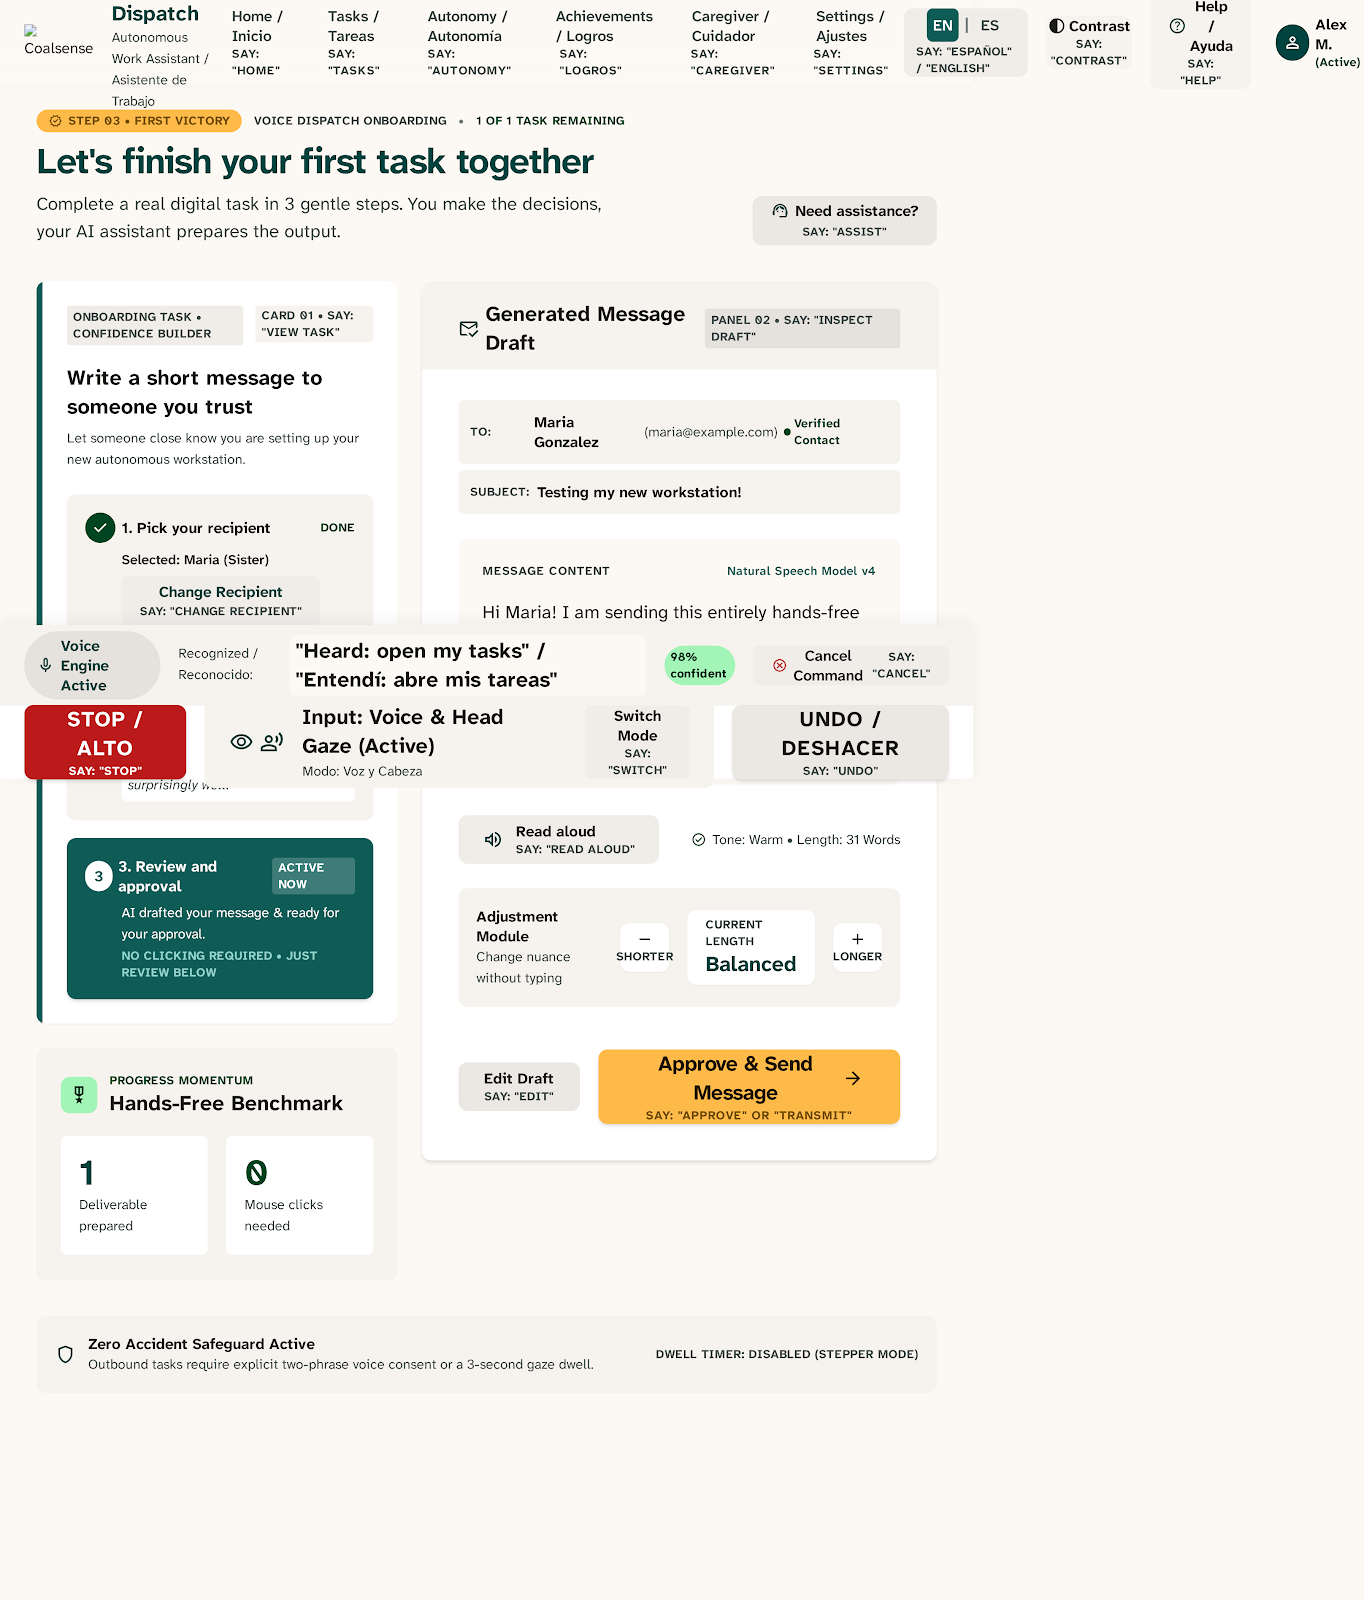 Coalsense
Dispatch
Autonomous
Work Assistant /
Asistente de
Trabajo
Home /
Inicio
SAY:
"HOME"
Tasks /
Tareas
SAY:
"TASKS"
Autonomy /
Autonomía
SAY:
"AUTONOMY"
Achievements
/ Logros
SAY:
"LOGROS"
Caregiver /
Cuidador
SAY:
"CAREGIVER"
Settings /
Ajustes
SAY:
"SETTINGS"
EN | ES
SAY: "ESPAÑOL"
/ "ENGLISH"
Contrast
SAY:
"CONTRAST"
Help
/
Ayuda
SAY:
"HELP"
Alex
M.
(Active)
STEP 03 • FIRST VICTORY
VOICE DISPATCH ONBOARDING • 1 OF 1 TASK REMAINING
Let's finish your first task together
Complete a real digital task in 3 gentle steps. You make the decisions,
your AI assistant prepares the output.
Need assistance?
SAY: "ASSIST"
ONBOARDING TASK •
CONFIDENCE BUILDER
CARD 01 • SAY:
"VIEW TASK"
Write a short message to
someone you trust
Let someone close know you are setting up your
new autonomous workstation.
1. Pick your recipient
DONE
Selected: Maria (Sister)
Change Recipient
SAY: "CHANGE RECIPIENT"
Generated Message
Draft
PANEL 02 • SAY: "INSPECT
DRAFT"
TO:
Maria
Gonzalez
(maria@example.com)
Verified
Contact
SUBJECT: Testing my new workstation!
MESSAGE CONTENT
Natural Speech Model v4
Hi Maria! I am sending this entirely hands-free
Voice
Engine
Active
Recognized /
Reconocido:
"Heard: open my tasks" /
"Entendí: abre mis tareas"
98%
confident
Cancel
Command
SAY:
"CANCEL"
STOP /
ALTO
SAY: "STOP"
Input: Voice & Head
Gaze (Active)
Modo: Voz y Cabeza
Switch
Mode
SAY:
"SWITCH"
UNDO /
DESHACER
SAY: "UNDO"
surprisingly
3
3. Review and
approval
ACTIVE
NOW
AI drafted your message & ready for
your approval.
NO CLICKING REQUIRED • JUST
REVIEW BELOW
Read aloud
SAY: "READ ALOUD"
Tone: Warm • Length: 31 Words
Adjustment
Module
Change nuance
without typing
−
SHORTER
CURRENT
LENGTH
Balanced
+
LONGER
Edit Draft
SAY: "EDIT"
Approve & Send
Message
SAY: "APPROVE" OR "TRANSMIT"
PROGRESS MOMENTUM
Hands-Free Benchmark
1
Deliverable
prepared
0
Mouse clicks
needed
Zero Accident Safeguard Active
Outbound tasks require explicit two-phrase voice consent or a 3-second gaze dwell.
DWELL TIMER: DISABLED (STEPPER MODE)